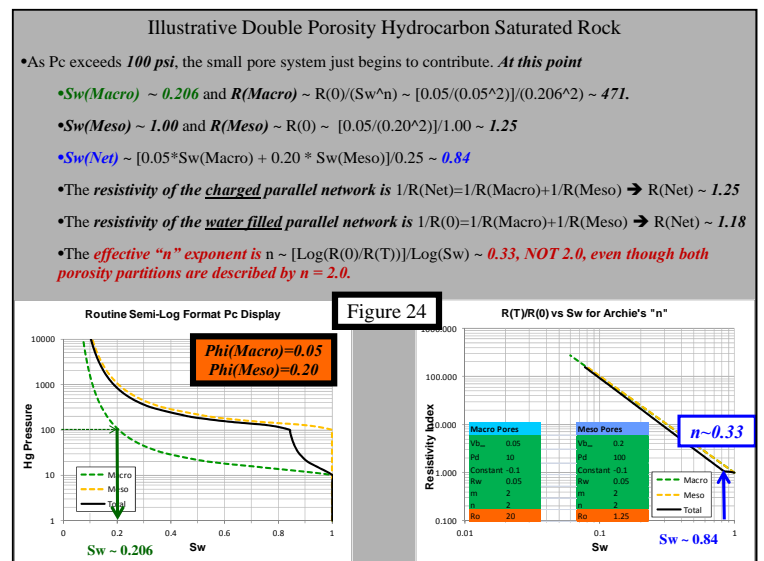 Illustrative Double Porosity Hydrocarbon Saturated Rock
•As Pc exceeds 100 psi, the small pore system just begins to contribute. At this point
•Sw(Macro) ~ 0.206 and R(Macro) ~ R(0)/(Sw^n) ~ [0.05/(0.05^2)]/(0.206^2) ~ 471.
•Sw(Meso) ~ 1.00 and R(Meso) ~ R(0) ~ [0.05/(0.20^2)]/1.00 ~ 1.25
•Sw(Net) ~ [0.05*Sw(Macro) + 0.20 * Sw(Meso)]/0.25 ~ 0.84
•The resistivity of the charged parallel network is 1/R(Net)=1/R(Macro)+1/R(Meso) ➔ R(Net) ~ 1.25
•The resistivity of the water filled parallel network is 1/R(0)=1/R(Macro)+1/R(Meso) ➔ R(Net) ~ 1.18
•The effective “n” exponent is n ~ [Log(R(0)/R(T))]/Log(Sw) ~ 0.33, NOT 2.0, even though both
porosity partitions are described by n = 2.0.
Figure 24
Routine Semi-Log Format Pc Display
Phi(Macro)=0.05
Phi(Meso)=0.20
Hg Pressure
10000
1000
100
10
1
Macro
Meso
Total
0 0.2 0.4 0.6 0.8 1
Sw
Sw ~ 0.206
R(T)/R(0) vs Sw for Archie's "n"
Resistivity Index
1000.000
100.000
10.000
1.000
0.100
n~0.33
Macro Pores
Vb∞ 0.05
Pd 10
Constant -0.1
Rw 0.05
m 2
n 2
Ro 20
Meso Pores
Vb∞ 0.2
Pd 100
Constant -0.1
Rw 0.05
m 2
n 2
Ro 1.25
Macro
Meso
Total
0.01 0.1 1
Sw
Sw ~ 0.84